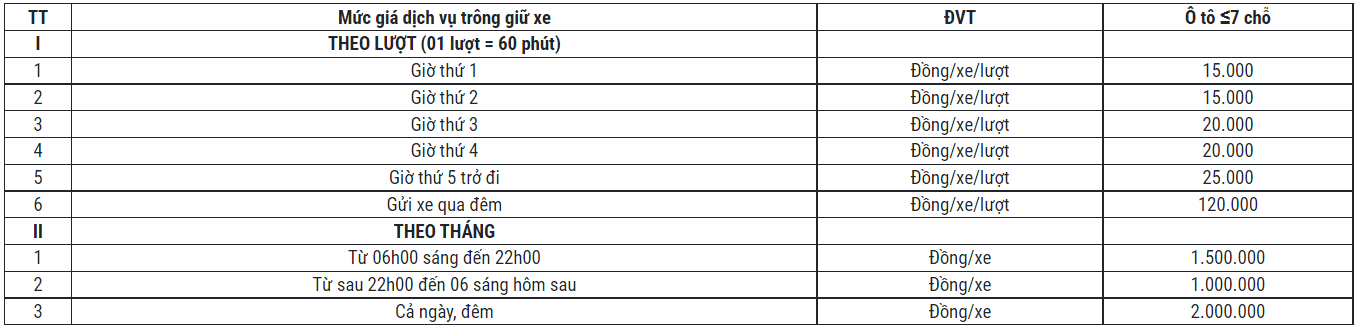 TT Mức giá dịch vụ trông giữ xe ĐVT Ô tô ≤7 chỗ
I THEO LƯỢT (01 lượt = 60 phút)
1 Giờ thứ 1 Đồng/xe/lượt 15.000
2 Giờ thứ 2 Đồng/xe/lượt 15.000
3 Giờ thứ 3 Đồng/xe/lượt 20.000
4 Giờ thứ 4 Đồng/xe/lượt 20.000
5 Giờ thứ 5 trở đi Đồng/xe/lượt 25.000
6 Gửi xe qua đêm Đồng/xe/lượt 120.000
II THEO THÁNG
1 Từ 06h00 sáng đến 22h00 Đồng/xe 1.500.000
2 Từ sau 22h00 đến 06 sáng hôm sau Đồng/xe 1.000.000
3 Cả ngày, đêm Đồng/xe 2.000.000